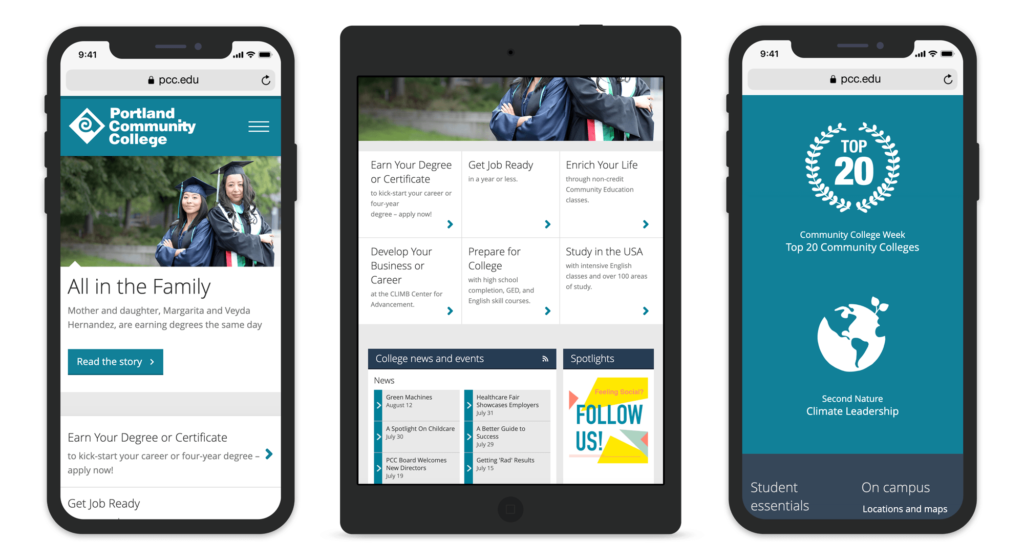 9:41
pcc.edu
Portland
Community
College
All in the Family
Mother and daughter, Margarita and Veyda
Hernandez, are earning degrees the same day
Read the story
Earn Your Degree or Certificate
to kick-start your career or four-year degree –
apply now!
Get Job Ready
Earn Your Degree
or Certificate
to kick-start your career or
four-year
degree – apply now!
Get Job Ready
in a year or less.
Enrich Your Life
through non-credit
Community Education
classes.
Develop Your
Business or
Career
at the CLIMB Center for
Advancement.
Prepare for
College
with high school
completion, GED, and
English skill courses.
Study in the USA
with intensive English
classes and over 100 areas
of study.
College news and events
News
Green Machines
August 12
A Spotlight On Childcare
July 30
PCC Board Welcomes
New Directors
July 19
Healthcare Fair
Showcases Employers
July 31
A Better Guide to
Success
July 29
Getting 'Rad' Results
July 15
Spotlights
Feeling Social?
FOLLOW
US!
9:41
pcc.edu
TOP
20
Community College Week
Top 20 Community Colleges
Second Nature
Climate Leadership
Student
essentials
On campus
Locations and maps